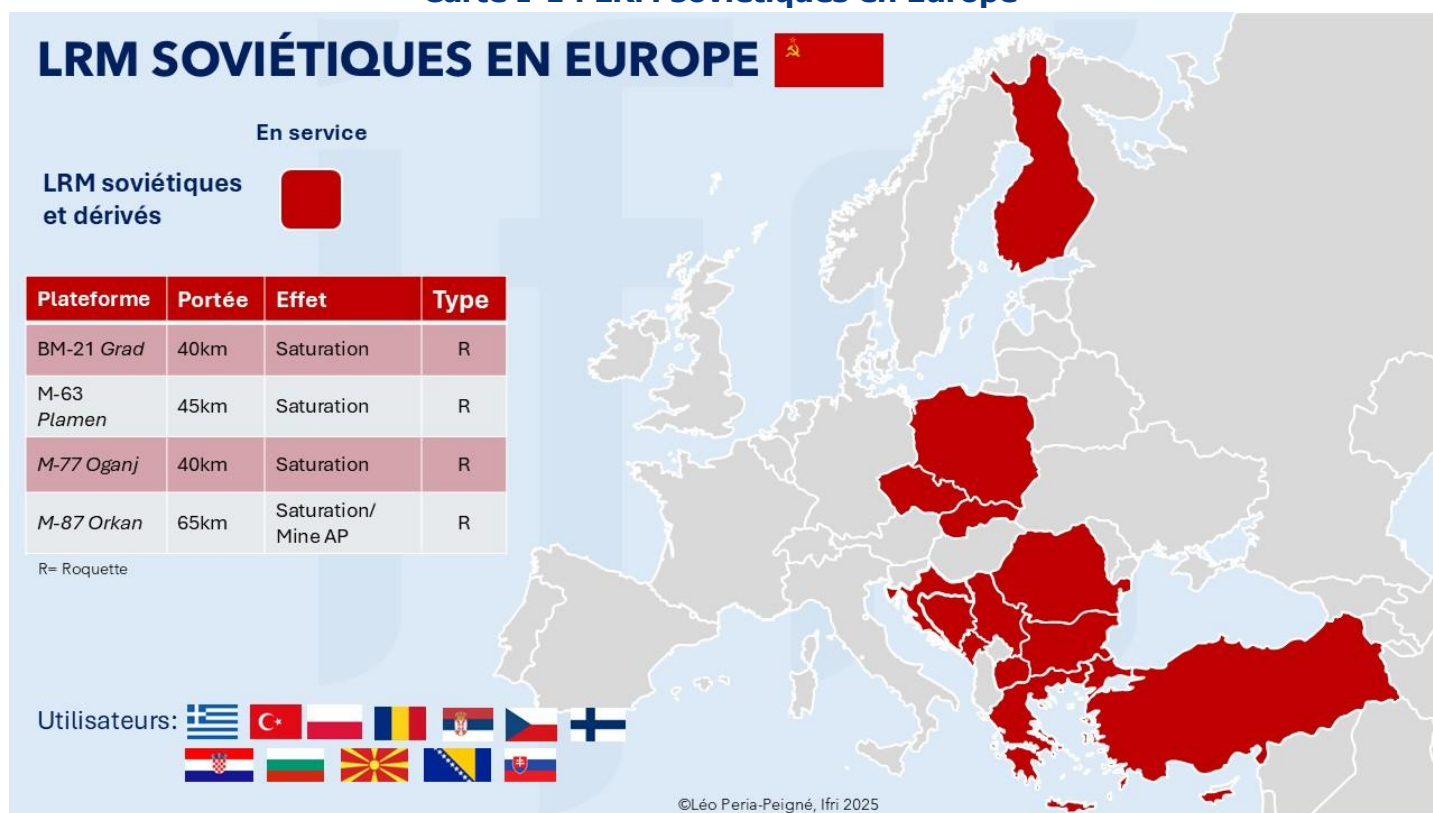 LRM SOVIÉTIQUES EN EUROPE
En service
LRM soviétiques
et dérivés
Plateforme Portée Effet Type
BM-21 Grad 40km Saturation R
M-63
Plamen 45km Saturation R
M-77 Oganj 40km Saturation R
M-87 Orkan 65km Saturation/
Mine AP R
R= Roquette
Utilisateurs:
©Léo Peria-Peigné, Ifri 2025